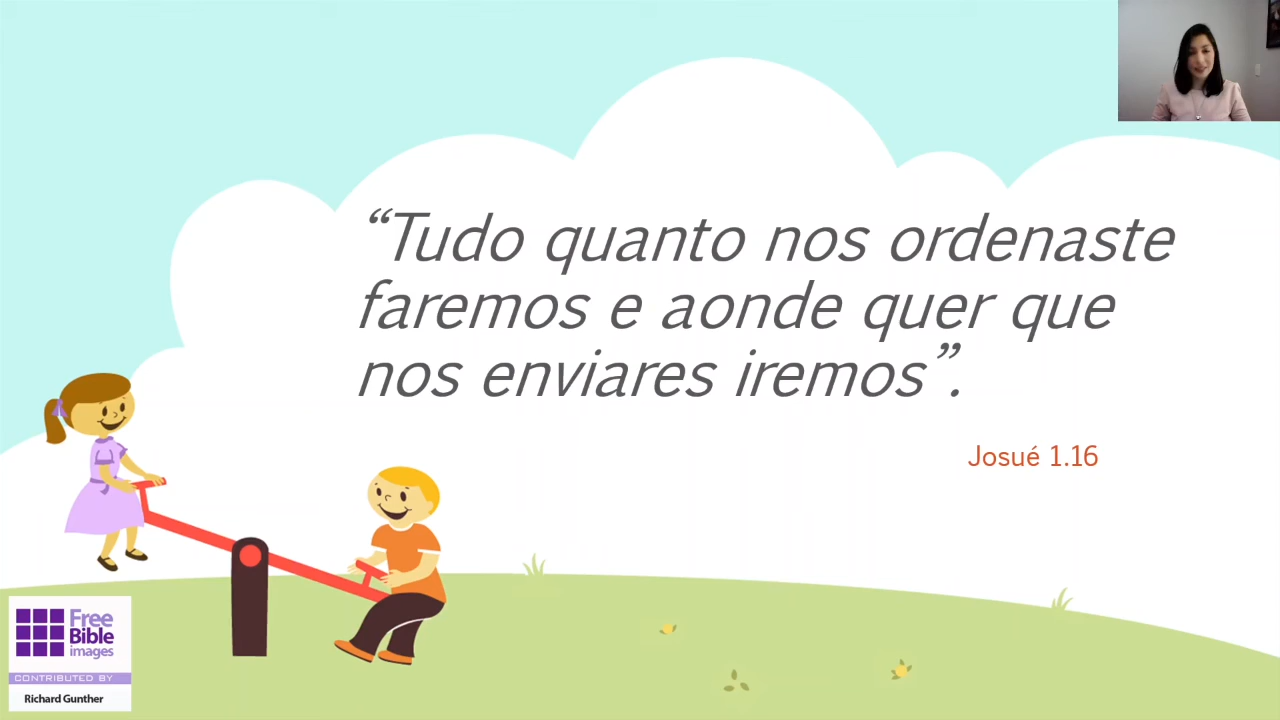 “Tudo quanto nos ordenaste
faremos e aonde quer que
nos enviares iremos”.
Josué 1.16
Free
Bible
images
CONTRIBUTED BY
Richard Gunther